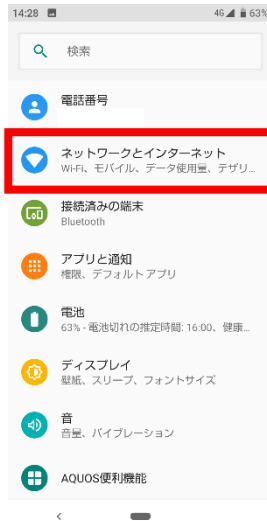 14:28 4G 63%
検索
電話番号
ネットワークとインターネット
Wi-Fi、モバイル、データ使用量、テザリ...
接続済みの端末
Bluetooth
アプリと通知
権限、デフォルト アプリ
電池
63% - 電池切れの推定時間: 16:00、健康...
ディスプレイ
壁紙、スリープ、フォントサイズ
音
音量、バイブレーション
AQUOS便利機能